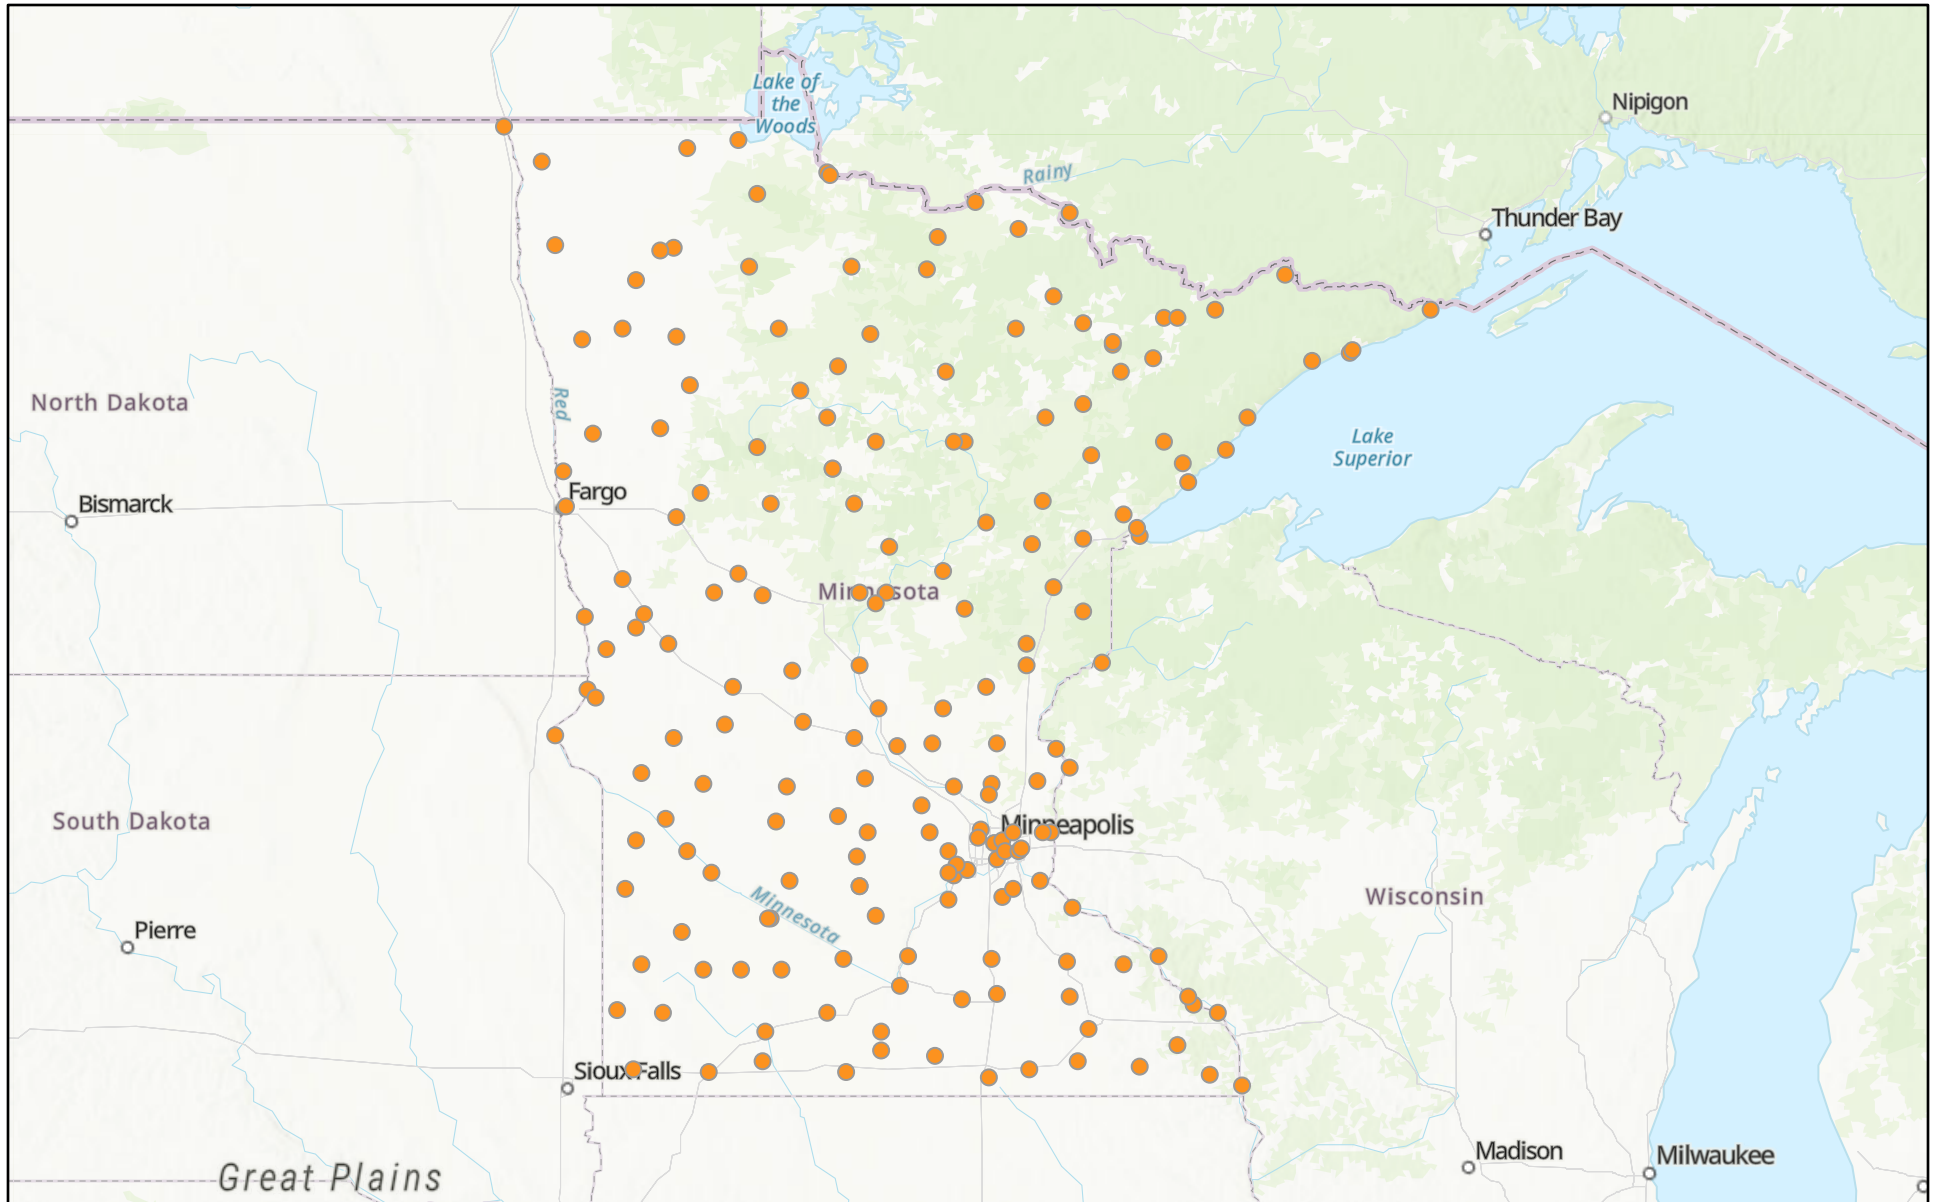 Lake of
the
Woods
Nipigon
Rainy
Thunder Bay
North Dakota
Red
Lake
Superior
Fargo
Bismarck
Minnesota
South Dakota
Minneapolis
Wisconsin
Minnesota
Pierre
Sioux Falls
Madison
Milwaukee
Great Plains